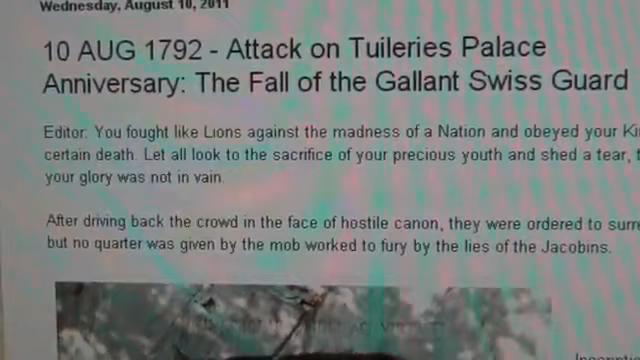 Wednesday, August 10, 2011
10 AUG 1792 - Attack on Tuileries Palace
Anniversary: The Fall of the Gallant Swiss Guard
Editor: You fought like Lions against the madness of a Nation and obeyed your
certain death. Let all look to the sacrifice of your precious youth and shed a tear,
your glory was not in vain.
After driving back the crowd in the face of hostile canon, they were ordered to
but no quarter was given by the mob worked to fury by the lies of the Jacobins.